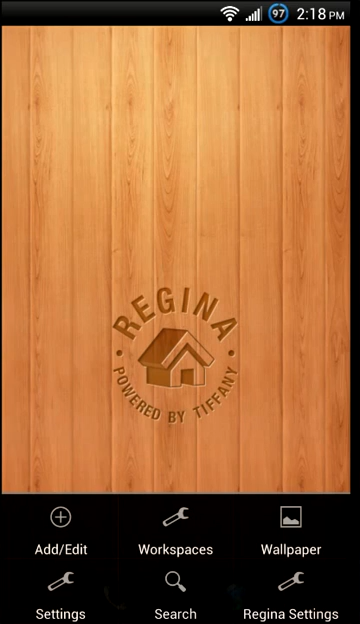 97 2:18 PM
REGINA
POWERED BY TIFFANY
Add/Edit Workspaces Wallpaper
Settings Search Regina Settings